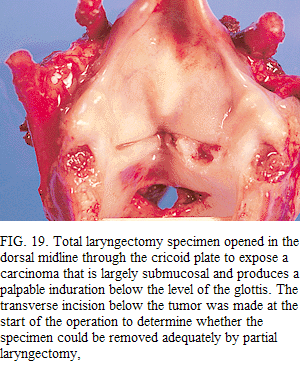 FIG. 19. Total laryngectomy specimen opened in the
dorsal midline through the cricoid plate to expose a
carcinoma that is largely submucosal and produces a
palpable induration below the level of the glottis. The
transverse incision below the tumor was made at the
start of the operation to determine whether the
specimen could be removed adequately by partial
laryngectomy,